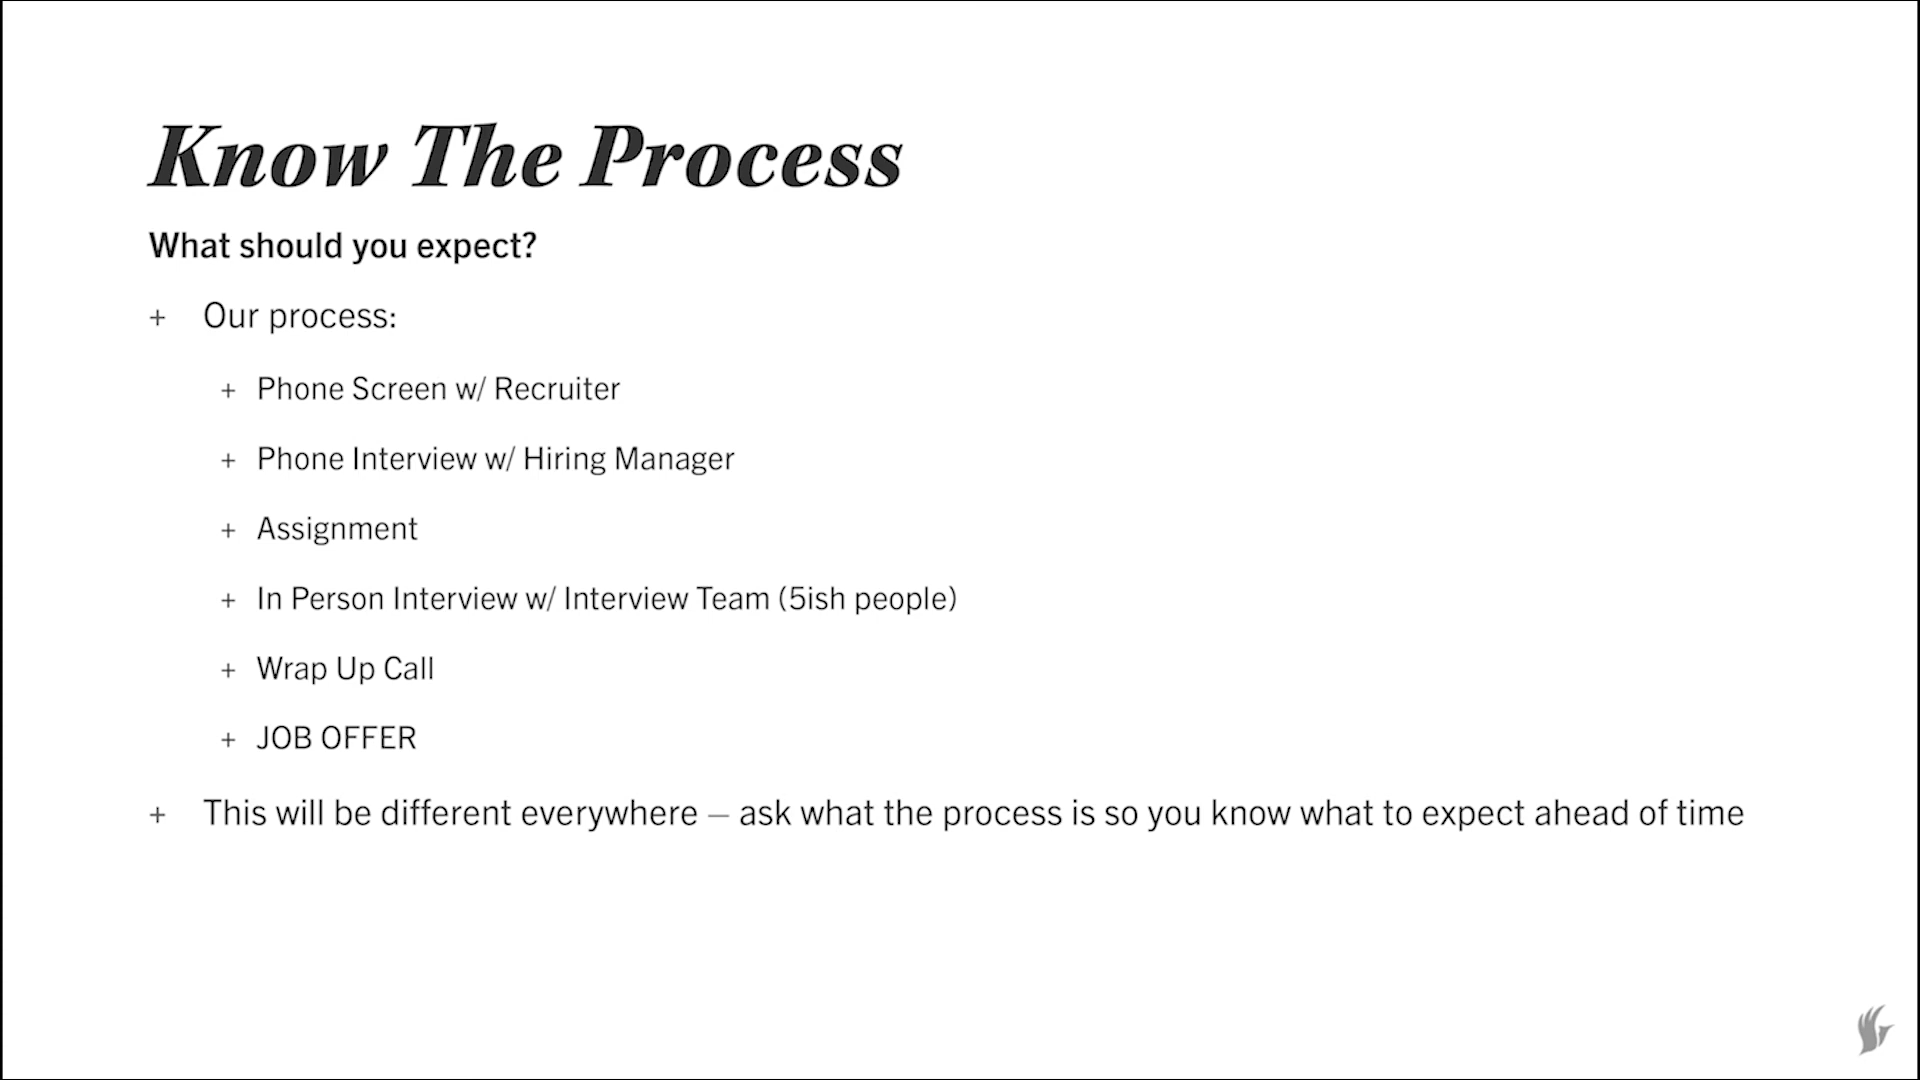 Know The Process
What should you expect?
+ Our process:
+ Phone Screen w/ Recruiter
+ Phone Interview w/ Hiring Manager
+ Assignment
+ In Person Interview w/ Interview Team (5ish people)
+ Wrap Up Call
+ JOB OFFER
+ This will be different everywhere – ask what the process is so you know what to expect ahead of time